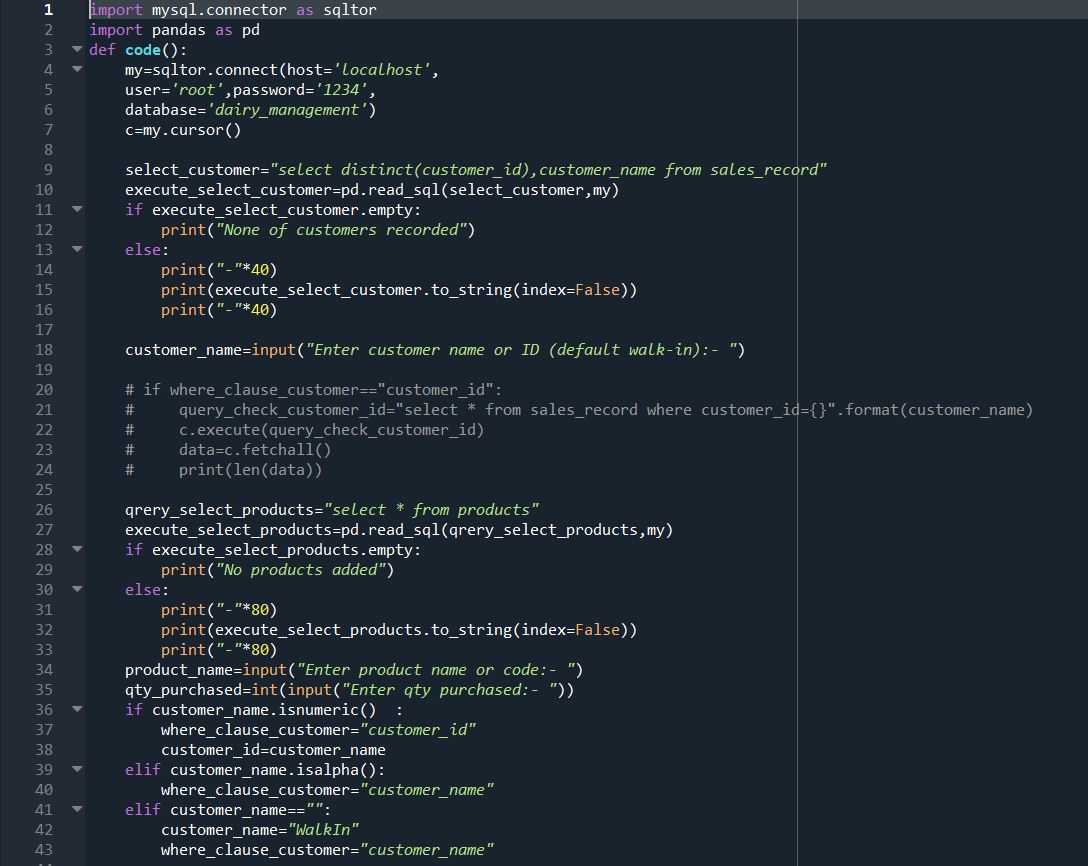 1 import mysql.connector as sqltor
2 import pandas as pd
3 def code():
4     my=sqltor.connect(host='localhost',
5     user='root',password='1234',
6     database='dairy_management')
7     c=my.cursor()
8
9     select_customer="select distinct(customer_id),customer_name from sales_record"
10     execute_select_customer=pd.read_sql(select_customer,my)
11     if execute_select_customer.empty:
12         print("None of customers recorded")
13     else:
14         print("-"*40)
15         print(execute_select_customer.to_string(index=False))
16         print("-"*40)
17
18     customer_name=input("Enter customer name or ID (default walk-in):- ")
19
20     # if where_clause_customer=="customer_id":
21     #     query_check_customer_id="select * from sales_record where customer_id={}".format(customer_name)
22     #     c.execute(query_check_customer_id)
23     #     data=c.fetchall()
24     #     print(len(data))
25
26     qrery_select_products="select * from products"
27     execute_select_products=pd.read_sql(qrery_select_products,my)
28     if execute_select_products.empty:
29         print("No products added")
30     else:
31         print("-"*80)
32         print(execute_select_products.to_string(index=False))
33         print("-"*80)
34     product_name=input("Enter product name or code:- ")
35     qty_purchased=int(input("Enter qty purchased:- "))
36     if customer_name.isnumeric()  :
37         where_clause_customer="customer_id"
38         customer_id=customer_name
39     elif customer_name.isalpha():
40         where_clause_customer="customer_name"
41     elif customer_name=="":
42         customer_name="WalkIn"
43         where_clause_customer="customer_name"